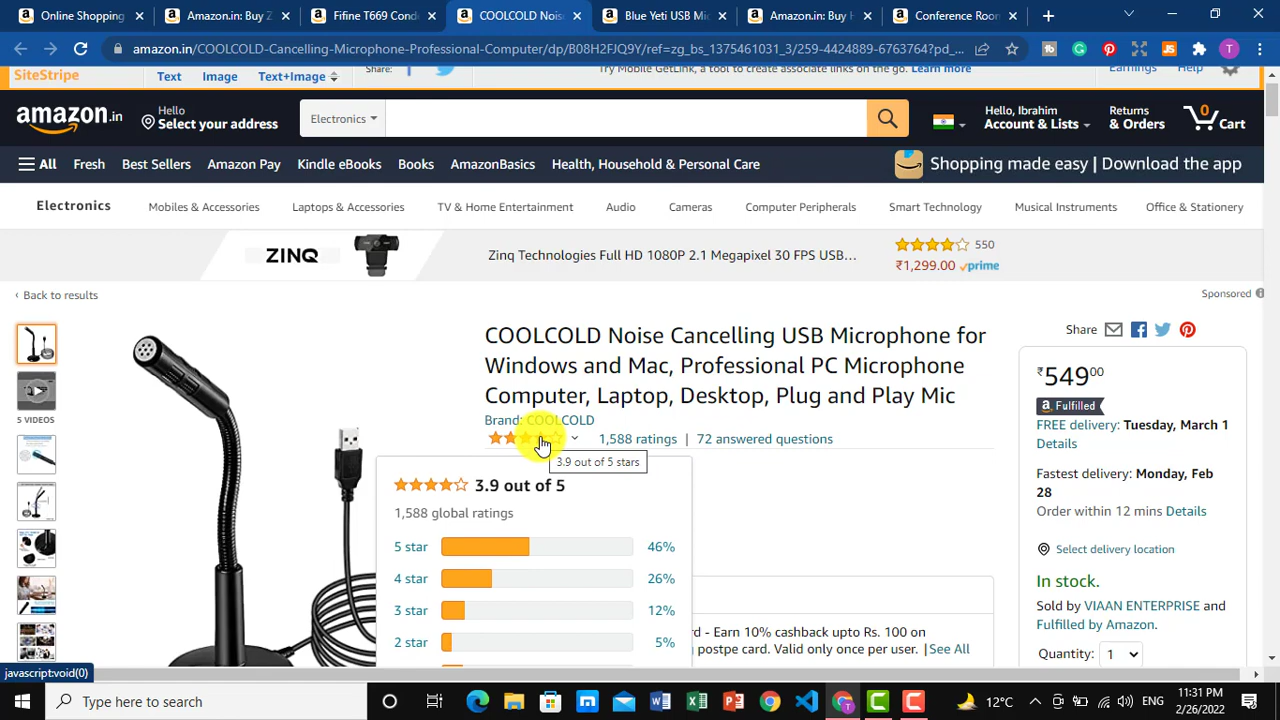 Online Shopping
Amazon.in: Buy Z
Fifine T669 Cond
COOLCOLD Nois
Blue Yeti USB Mi
Amazon.in: Buy H
Conference Roon
amazon.in/COOLCOLD-Cancelling-Microphone-Professional-Computer/dp/B08H2FJQ9Y/ref=zg_bs_1375461031_3/259-4424889-6763764?pd_...
SiteStripe
Text
Image
Text+Image
Share:
Try Mobile GetLink, a tool to create associate links on the go. Learn more
Earnings
Help
amazon.in
Hello
Select your address
Electronics
Hello, Ibrahim
Account & Lists
Returns
& Orders
0
Cart
All
Fresh
Best Sellers
Amazon Pay
Kindle eBooks
Books
AmazonBasics
Health, Household & Personal Care
Shopping made easy | Download the app
Electronics
Mobiles & Accessories
Laptops & Accessories
TV & Home Entertainment
Audio
Cameras
Computer Peripherals
Smart Technology
Musical Instruments
Office & Stationery
ZINQ
Zinq Technologies Full HD 1080P 2.1 Megapixel 30 FPS USB...
550
₹1,299.00 prime
‹ Back to results
Sponsored
COOLCOLD Noise Cancelling USB Microphone for
Windows and Mac, Professional PC Microphone
Computer, Laptop, Desktop, Plug and Play Mic
Brand: COOLCOLD
1,588 ratings | 72 answered questions
3.9 out of 5 stars
3.9 out of 5
1,588 global ratings
5 star 46%
4 star 26%
3 star 12%
2 star 5%
5 VIDEOS
rd - Earn 10% cashback upto Rs. 100 on
postpe card. Valid only once per user. |See All
Share
₹549 00
a Fulfilled
FREE delivery: Tuesday, March 1
Details
Fastest delivery: Monday, Feb
28
Order within 12 mins Details
Select delivery location
In stock.
Sold by VIAAN ENTERPRISE and
Fulfilled by Amazon.
Quantity: 1
javascript:void(0)
Type here to search
12°C
ENG
11:31 PM
2/26/2022